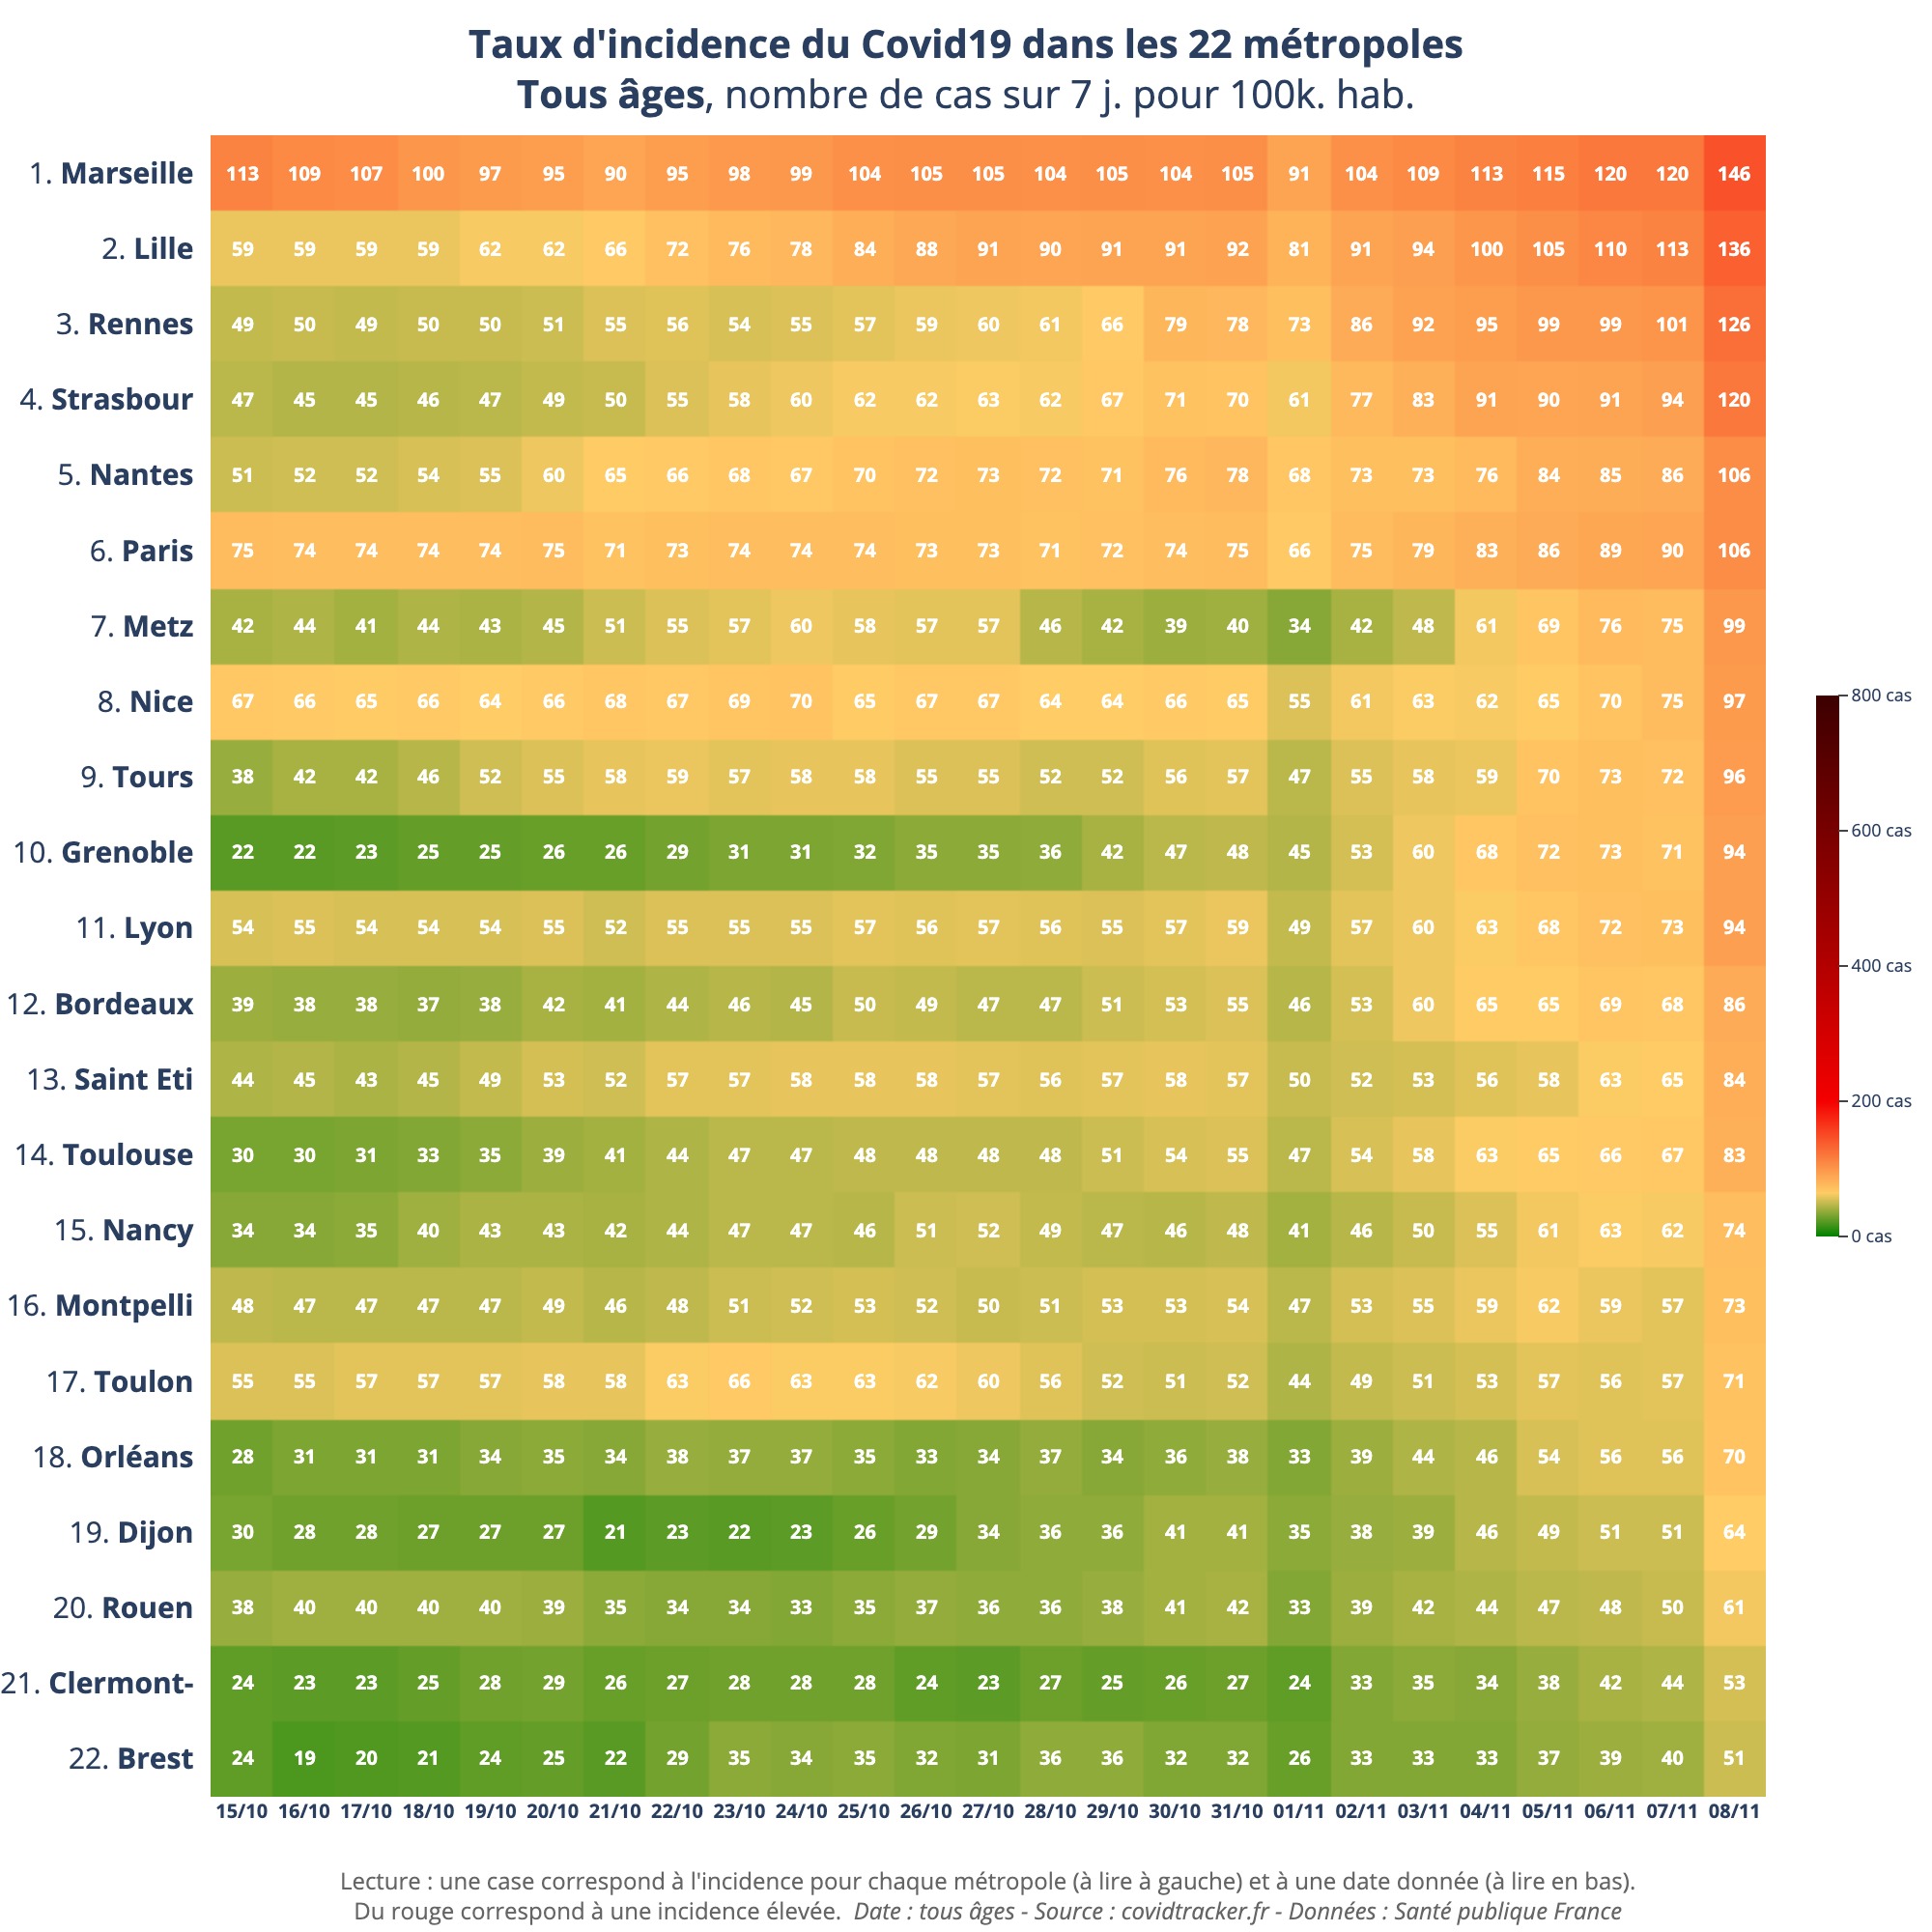 Taux d'incidence du Covid19 dans les 22 métropoles
Tous âges, nombre de cas sur 7 j. pour 100k. hab.
1. Marseille 113 109 107 100 97 95 90 95 98 99 104 105 105 104 105 104 105 91 104 109 113 115 120 120 146
2. Lille 59 59 59 59 62 62 66 72 76 78 84 88 91 90 91 91 92 81 91 94 100 105 110 113 136
3. Rennes 49 50 49 50 50 51 55 56 54 55 57 59 60 61 66 79 78 73 86 92 95 99 99 101 126
4. Strasbour 47 45 45 46 47 49 50 55 58 60 62 62 63 62 67 71 70 61 77 83 91 90 91 94 120
5. Nantes 51 52 52 54 55 60 65 66 68 67 70 72 73 72 71 76 78 68 73 73 76 84 85 86 106
6. Paris 75 74 74 74 74 75 71 73 74 74 74 73 73 71 72 74 75 66 75 79 83 86 89 90 106
7. Metz 42 44 41 44 43 45 51 55 57 60 58 57 57 46 42 39 40 34 42 48 61 69 76 75 99
8. Nice 67 66 65 66 64 66 68 67 69 70 65 67 67 64 64 66 65 55 61 63 62 65 70 75 97
9. Tours 38 42 42 46 52 55 58 59 57 58 58 55 55 52 52 56 57 47 55 58 59 70 73 72 96
10. Grenoble 22 22 23 25 25 26 26 29 31 31 32 35 35 36 42 47 48 45 53 60 68 72 73 71 94
11. Lyon 54 55 54 54 54 55 52 55 55 55 57 56 57 56 55 57 59 49 57 60 63 68 72 73 94
12. Bordeaux 39 38 38 37 38 42 41 44 46 45 50 49 47 47 51 53 55 46 53 60 65 65 69 68 86
13. Saint Eti 44 45 43 45 49 53 52 57 57 58 58 58 57 56 57 58 57 50 52 53 56 58 63 65 84
14. Toulouse 30 30 31 33 35 39 41 44 47 47 48 48 48 48 51 54 55 47 54 58 63 65 66 67 83
15. Nancy 34 34 35 40 43 43 42 44 47 47 46 51 52 49 47 46 48 41 46 50 55 61 63 62 74
16. Montpelli 48 47 47 47 47 49 46 48 51 52 53 52 50 51 53 53 54 47 53 55 59 62 59 57 73
17. Toulon 55 55 57 57 57 58 58 63 66 63 63 62 60 56 52 51 52 44 49 51 53 57 56 57 71
18. Orléans 28 31 31 31 34 35 34 38 37 37 35 33 34 37 34 36 38 33 39 44 46 54 56 56 70
19. Dijon 30 28 28 27 27 27 21 23 22 23 26 29 34 36 36 41 41 35 38 39 46 49 51 51 64
20. Rouen 38 40 40 40 40 39 35 34 34 33 35 37 36 36 38 41 42 33 39 42 44 47 48 50 61
21. Clermont- 24 23 23 25 28 29 26 27 28 28 28 24 23 27 25 26 27 24 33 35 34 38 42 44 53
22. Brest 24 19 20 21 24 25 22 29 35 34 35 32 31 36 36 32 32 26 33 33 33 37 39 40 51
15/10 16/10 17/10 18/10 19/10 20/10 21/10 22/10 23/10 24/10 25/10 26/10 27/10 28/10 29/10 30/10 31/10 01/11 02/11 03/11 04/11 05/11 06/11 07/11 08/11
800 cas
600 cas
400 cas
200 cas
0 cas
Lecture : une case correspond à l'incidence pour chaque métropole (à lire à gauche) et à une date donnée (à lire en bas).
Du rouge correspond à une incidence élevée. Date : tous âges - Source : covidtracker.fr - Données : Santé publique France